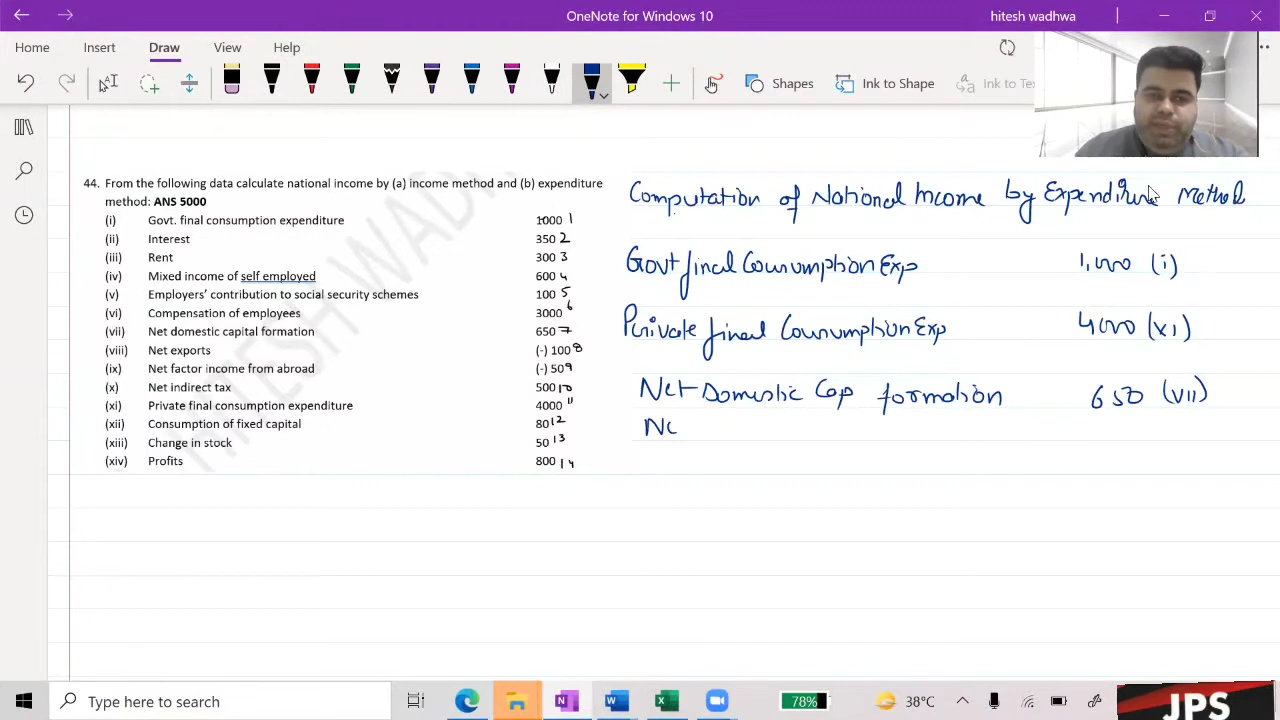 OneNote for Windows 10
hitesh wadhwa
Home Insert Draw View Help
Shapes Ink to Shape Ink to Tex
44. From the following data calculate national income by (a) income method and (b) expenditure
method: ANS 5000
(i) Govt. final consumption expenditure 1000 1
(ii) Interest 350 2
(iii) Rent 300 3
(iv) Mixed income of self employed 600 4
(v) Employers' contribution to social security schemes 100 5
(vi) Compensation of employees 3000 6
(vii) Net domestic capital formation 650 7
(viii) Net exports (-) 100 8
(ix) Net factor income from abroad (-) 50 9
(x) Net indirect tax 500 10
(xi) Private final consumption expenditure 4000 11
(xii) Consumption of fixed capital 80 12
(xiii) Change in stock 50 13
(xiv) Profits 800 14
HITESH WADH
Computation of National Income by Expenditure Method
Govt final Consumption Exp 1,000 (i)
Private final Consumption Exp 4000 (xi)
Net Domestic Cap formation 650 (vii)
Ne
Type here to search
78%
38°C
JPS